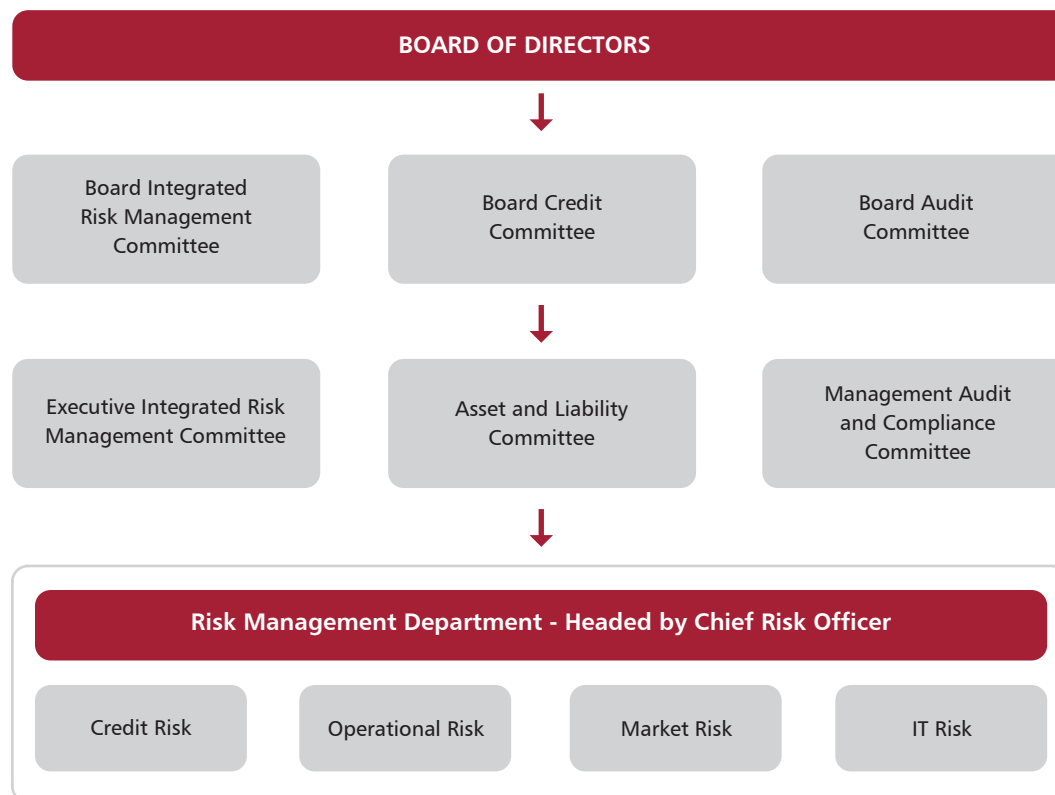 BOARD OF DIRECTORS
Board Integrated
Risk Management
Committee
Board Credit
Committee
Board Audit
Committee
Executive Integrated Risk
Management Committee
Asset and Liability
Committee
Management Audit
and Compliance
Committee
Risk Management Department - Headed by Chief Risk Officer
Credit Risk
Operational Risk
Market Risk
IT Risk